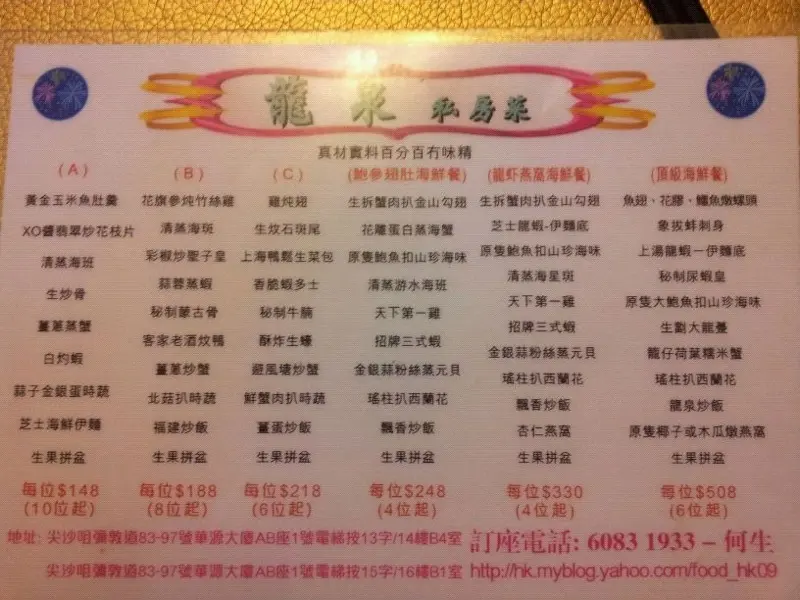 龍泉 私房菜
真材實料百分百冇味精
(A)
黃金玉米魚肚羹
XO醬翡翠炒花枝片
清蒸海班
生炒骨
薑蔥蒸蟹
白灼蝦
蒜子金銀蛋時蔬
芝士海鮮伊麵
生果拼盆
每位$148
(10位起)
(B)
花旗參炖竹絲雞
清蒸海斑
彩椒炒聖子皇
蒜蓉蒸蝦
秘制蒙古骨
客家老酒炆鴨
薑蔥炒蟹
北菇扒時蔬
福建炒飯
生果拼盆
每位$188
(8位起)
(C)
雞炖翅
生炆石斑尾
上海鴨鬆生菜包
香脆蝦多士
秘制牛腩
酥炸生蠔
避風塘炒蟹
鮮蟹肉扒時蔬
薑蛋炒飯
生果拼盆
每位$218
(6位起)
(鮑參翅肚海鮮餐)
生拆蟹肉扒金山勾翅
花雕蛋白蒸海蟹
原隻鮑魚扣山珍海味
清蒸游水海班
天下第一雞
招牌三式蝦
金銀蒜粉絲蒸元貝
瑤柱扒西蘭花
飄香炒飯
生果拼盆
每位$248
(4位起)
(龍虾燕窩海鮮餐)
生拆蟹肉扒金山勾翅
芝士龍蝦-伊麵底
原隻鮑魚扣山珍海味
清蒸海星斑
天下第一雞
招牌三式蝦
金銀蒜粉絲蒸元貝
瑤柱扒西蘭花
飄香炒飯
杏仁燕窩
生果拼盆
每位$330
(4位起)
(頂級海鮮餐)
魚翅、花膠、鱷魚燉螺頭
象拔蚌刺身
上湯龍蝦－伊麵底
秘制尿蝦皇
原隻大鮑魚扣山珍海味
生劏大龍躉
籠仔荷葉糯米蟹
瑤柱扒西蘭花
龍泉炒飯
原隻椰子或木瓜燉燕窩
生果拼盆
每位$508
(6位起)
地址: 尖沙咀彌敦道83-97號華源大廈AB座1號電梯按13字/14樓B4室
尖沙咀彌敦道83-97號華源大廈AB座1號電梯按15字/16樓B1室
訂座電話: 6083 1933 – 何生
http://hk.myblog.yahoo.com/food_hk09